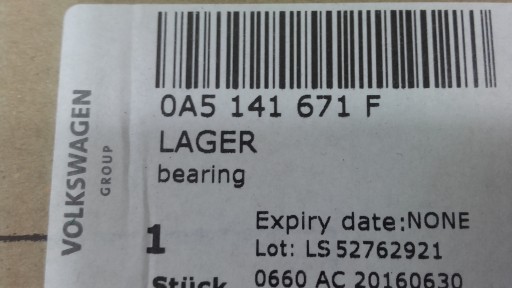 VOLKSWAGEN
GROUP
0A5 141 671 F
LAGER
bearing
1
Stück
Expiry date:NONE
Lot: LS 52762921
0660 AC 20160630